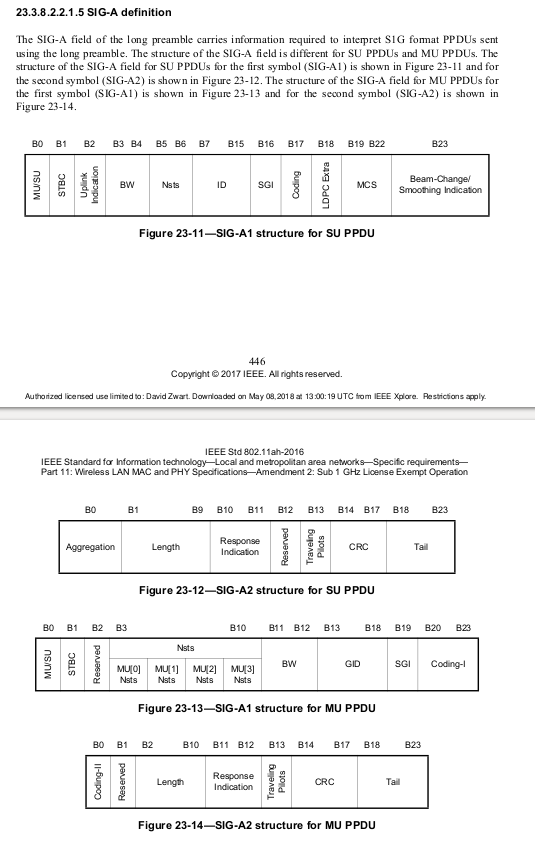 23.3.8.2.2.1.5 SIG-A definition
The SIG-A field of the long preamble carries information required to interpret S1G format PPDUs sent
using the long preamble. The structure of the SIG-A field is different for SU PPDUs and MU PPDUs. The
structure of the SIG-A field for SU PPDUs for the first symbol (SIG-A1) is shown in Figure 23-11 and for
the second symbol (SIG-A2) is shown in Figure 23-12. The structure of the SIG-A field for MU PPDUs for
the first symbol (SIG-A1) is shown in Figure 23-13 and for the second symbol (SIG-A2) is shown in
Figure 23-14.
B0 B1 B2 B3 B4 B5 B6 B7 B15 B16 B17 B18 B19 B22 B23
MU/SU STBC Uplink Indication BW Nsts ID SGI Coding LDPC Extra MCS Beam-Change/ Smoothing Indication
Figure 23-11—SIG-A1 structure for SU PPDU
446
Copyright © 2017 IEEE. All rights reserved.
Authorized licensed use limited to: David Zwart. Downloaded on May 08,2018 at 13:00:19 UTC from IEEE Xplore. Restrictions apply.
IEEE Std 802.11ah-2016
IEEE Standard for Information technology—Local and metropolitan area networks—Specific requirements—
Part 11: Wireless LAN MAC and PHY Specifications—Amendment 2: Sub 1 GHz License Exempt Operation
B0 B1 B9 B10 B11 B12 B13 B14 B17 B18 B23
Aggregation Length Response Indication Reserved Traveling Pilots CRC Tail
Figure 23-12—SIG-A2 structure for SU PPDU
B0 B1 B2 B3 B10 B11 B12 B13 B18 B19 B20 B23
MU/SU STBC Reserved Nsts BW GID SGI Coding-I
MU[0] MU[1] MU[2] MU[3]
Nsts Nsts Nsts Nsts
Figure 23-13—SIG-A1 structure for MU PPDU
B0 B1 B2 B10 B11 B12 B13 B14 B17 B18 B23
Coding-II Reserved Length Response Indication Traveling Pilots CRC Tail
Figure 23-14—SIG-A2 structure for MU PPDU